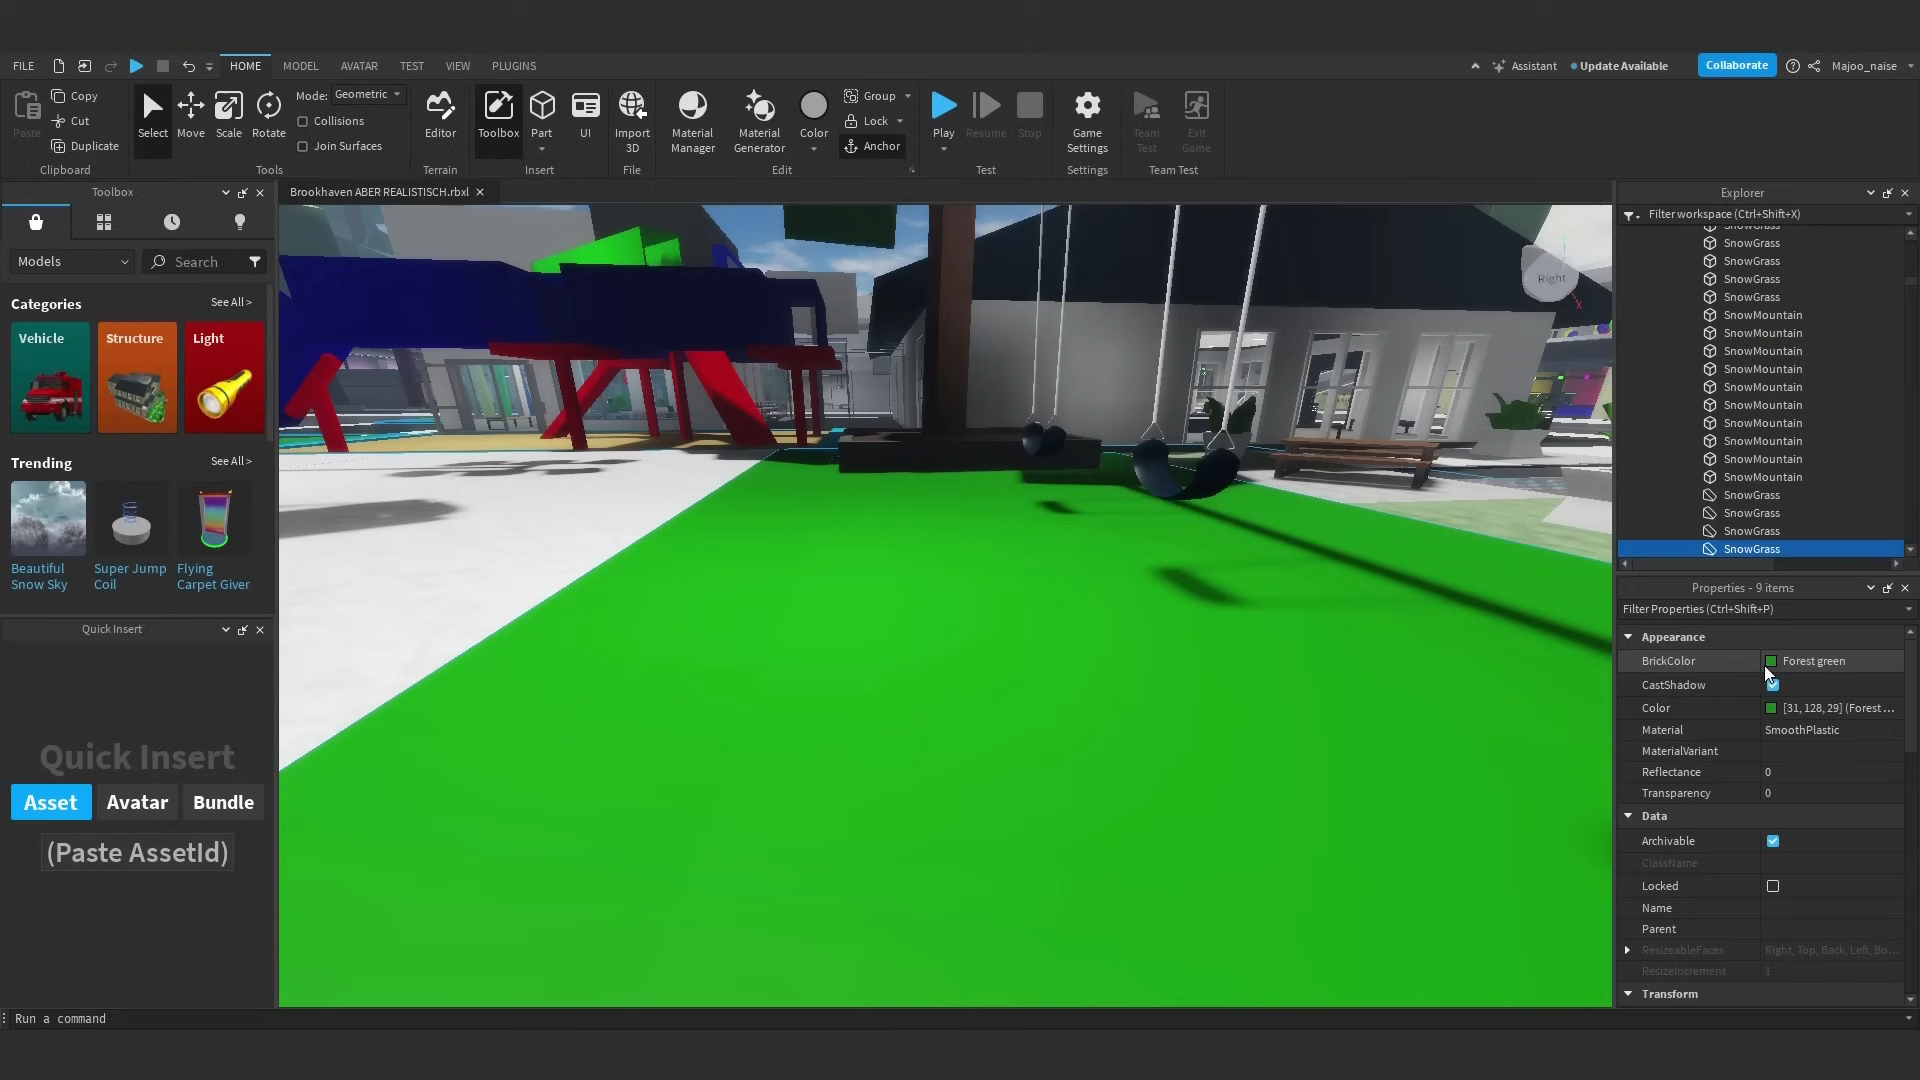 FILE
HOME
MODEL
AVATAR
TEST
VIEW
PLUGINS
Assistant
Update Available
Collaborate
Majoo_naise
Paste
Copy
Cut
Duplicate
Clipboard
Select
Move
Scale
Rotate
Mode: Geometric
Collisions
Join Surfaces
Tools
Editor
Terrain
Toolbox
Part
UI
Insert
Import
3D
File
Material
Manager
Material
Generator
Color
Group
Lock
Anchor
Edit
Play
Resume
Stop
Test
Game
Settings
Settings
Team
Test
Exit
Game
Team Test
Toolbox
Models
Search
Categories
See All >
Vehicle
Structure
Light
Trending
See All >
Beautiful
Snow Sky
Super Jump
Coil
Flying
Carpet Giver
Quick Insert
Quick Insert
Asset
Avatar
Bundle
(Paste AssetId)
Brookhaven ABER REALISTISCH.rbxl
Right
X
Explorer
Filter workspace (Ctrl+Shift+X)
SnowGrass
SnowGrass
SnowGrass
SnowGrass
SnowGrass
SnowMountain
SnowMountain
SnowMountain
SnowMountain
SnowMountain
SnowMountain
SnowMountain
SnowMountain
SnowMountain
SnowMountain
SnowGrass
SnowGrass
SnowGrass
SnowGrass
Properties - 9 items
Filter Properties (Ctrl+Shift+P)
Appearance
BrickColor
Forest green
CastShadow
Color
[31, 128, 29] (Forest ...
Material
SmoothPlastic
MaterialVariant
Reflectance
0
Transparency
0
Data
Archivable
ClassName
Locked
Name
Parent
ResizeableFaces
Right, Top, Back, Left, Bo...
ResizeIncrement
1
Transform
Run a command